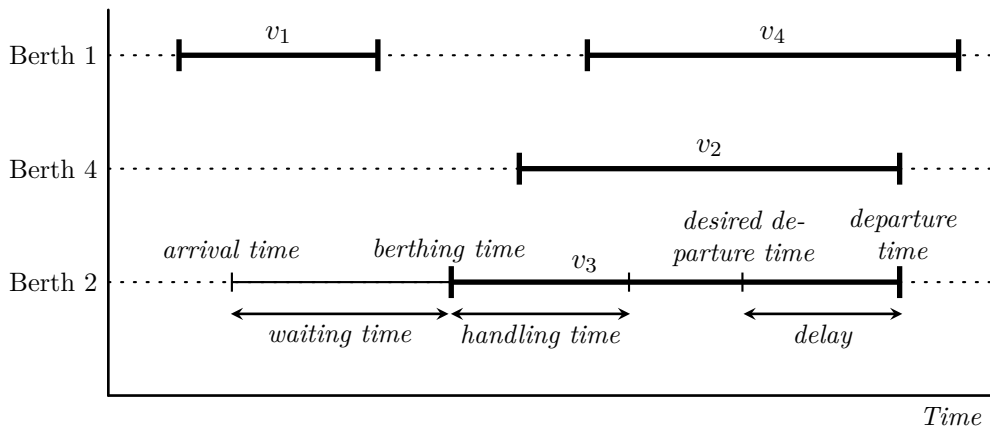 v1
v4
Berth 1
v2
Berth 4
desired de-
parture time
departure
time
arrival time
berthing time
v3
Berth 2
waiting time
handling time
delay
Time